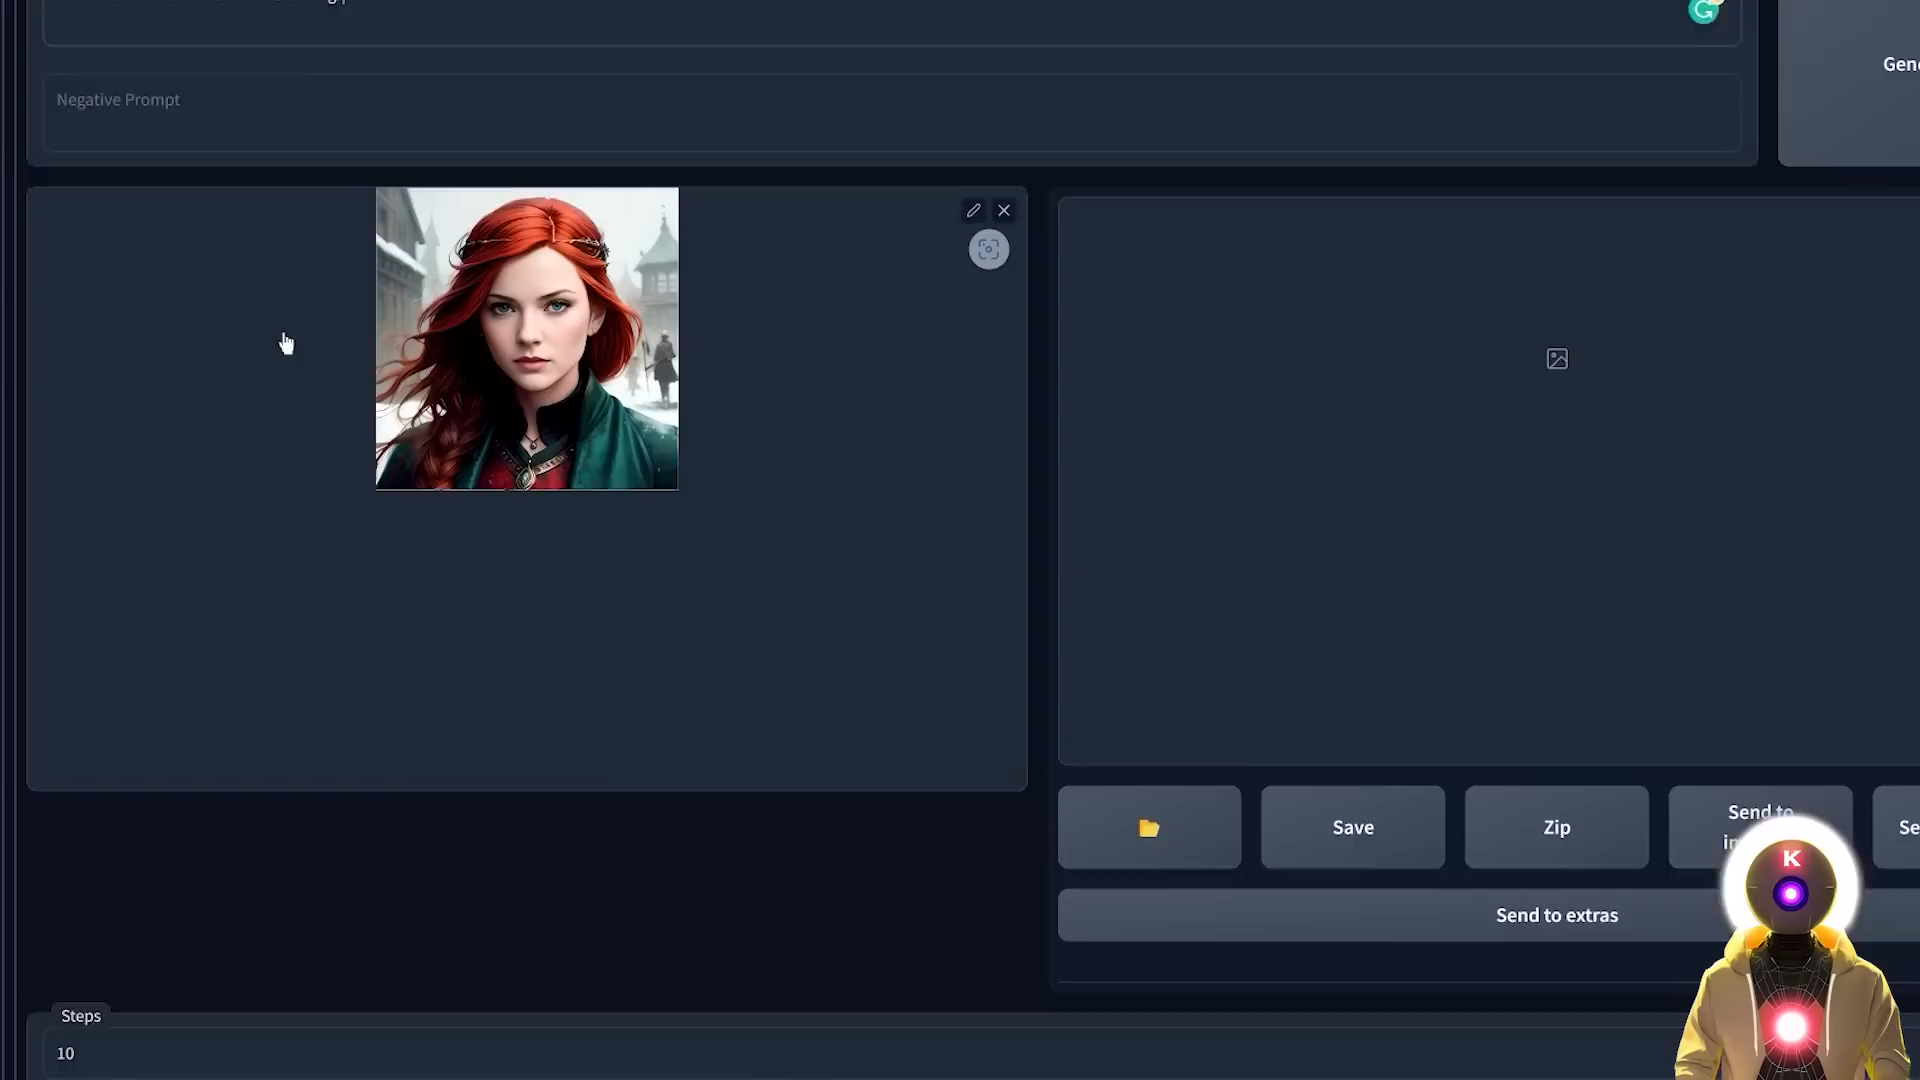 Negative Prompt
Gen
Save
Zip
Send to
Se
Send to extras
K
Steps
10